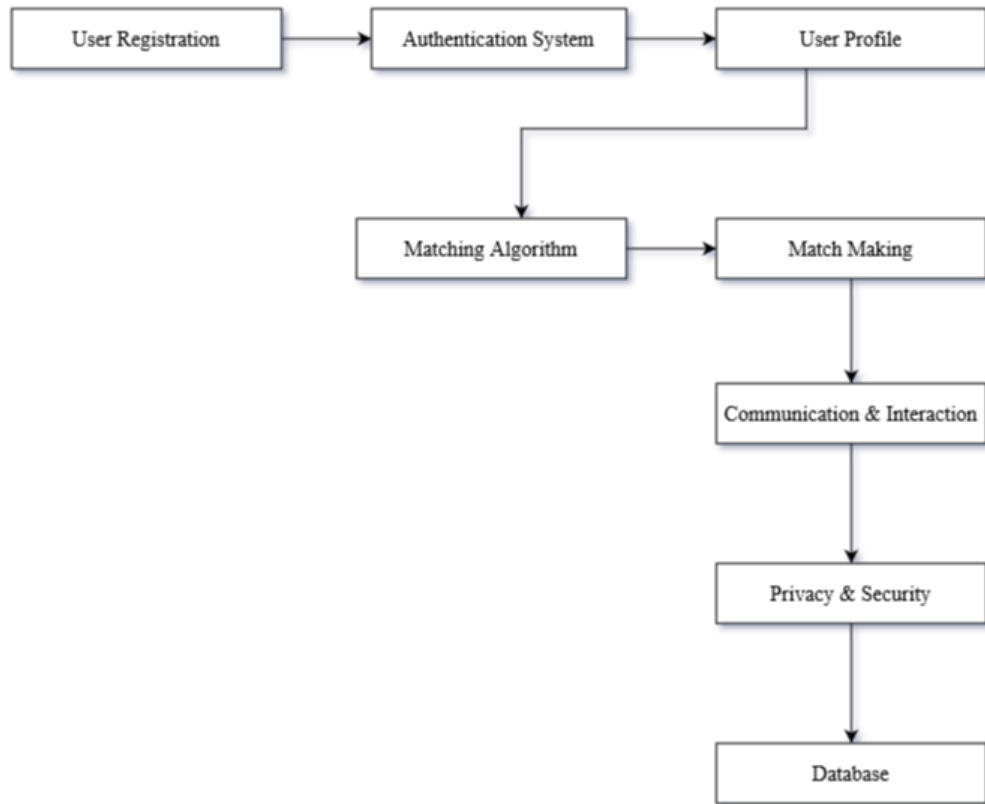 User Registration
Authentication System
User Profile
Matching Algorithm
Match Making
Communication & Interaction
Privacy & Security
Database